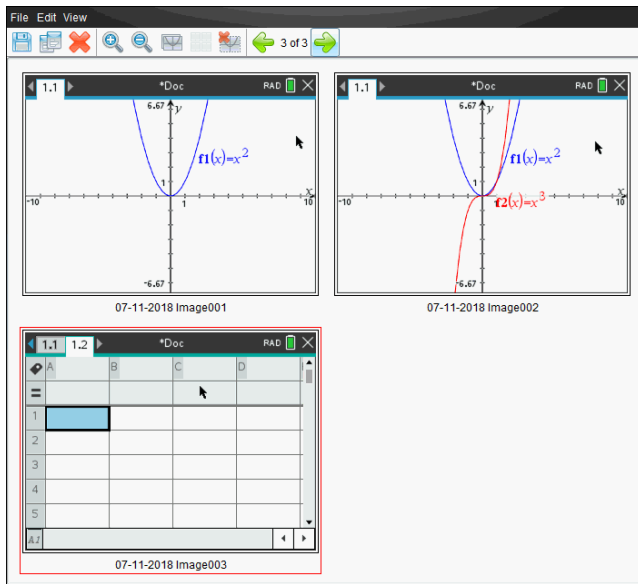 File Edit View
3 of 3
1.1 *Doc RAD
6.67 y
f1(x)=x²
1
x
-10 1 10
-6.67
07-11-2018 Image001
1.1 *Doc RAD
6.67 y
f1(x)=x²
1
x
-10 1 10
f2(x)=x³
-6.67
07-11-2018 Image002
1.1 1.2 *Doc RAD
A B C D
=
1
2
3
4
5
A1
07-11-2018 Image003